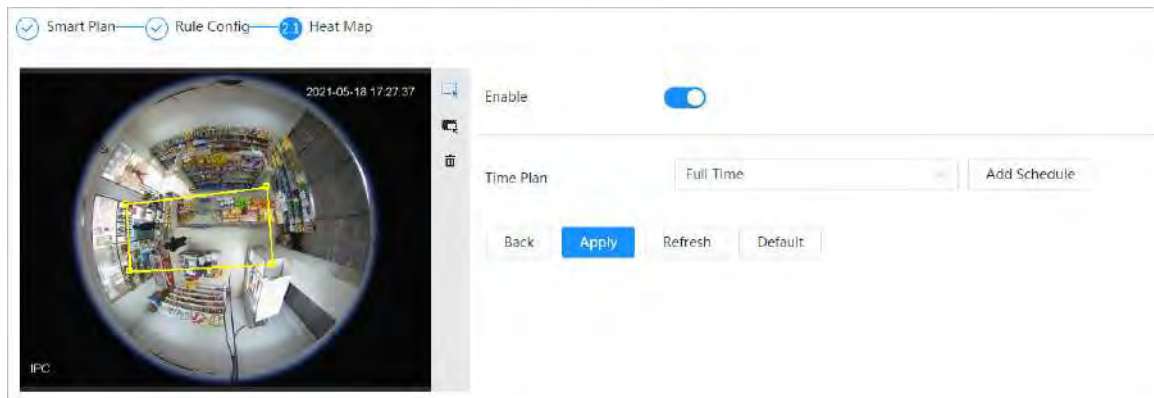 Smart Plan Rule Config 2.1 Heat Map
2021-05-18 17:27:37
Enable
Time Plan Full Time Add Schedule
Back Apply Refresh Default
IPC